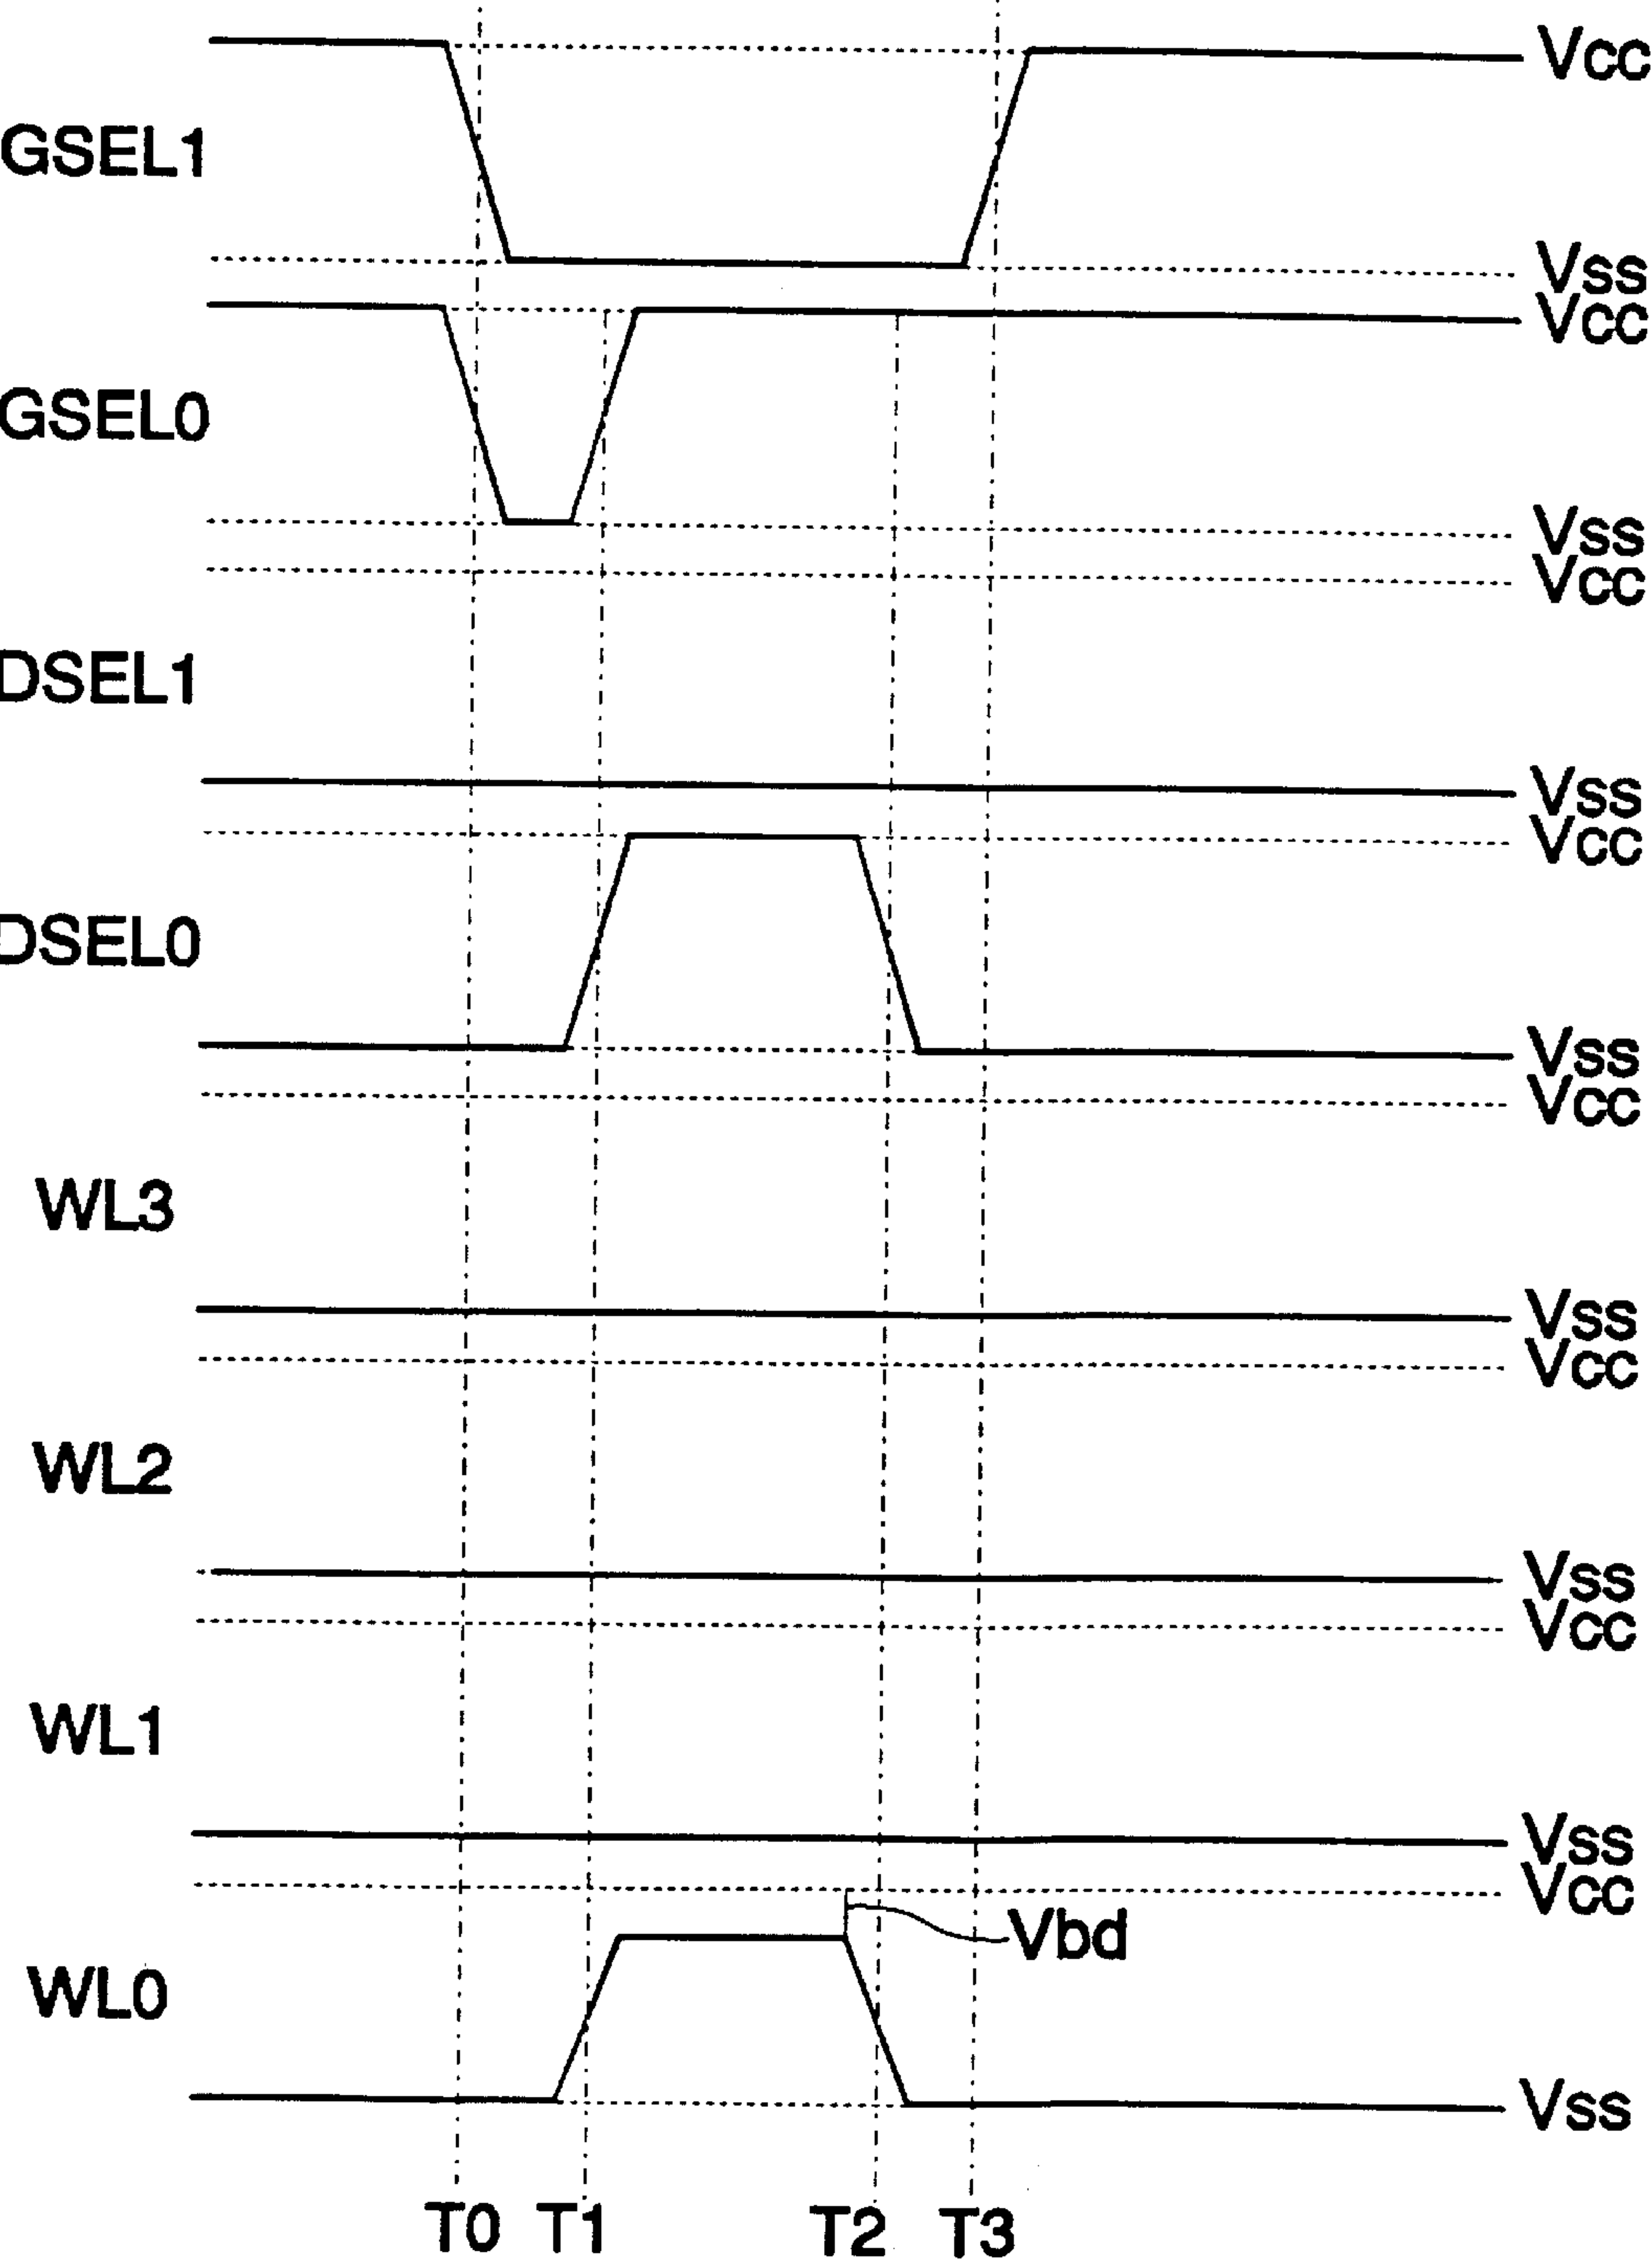 VCC
GSEL1
VSS
VCC
GSEL0
VSS
VCC
DSEL1
VSS
VCC
DSEL0
VSS
VCC
WL3
VSS
VCC
WL2
VSS
VCC
WL1
VSS
VCC
Vbd
WL0
VSS
T0 T1 T2 T3